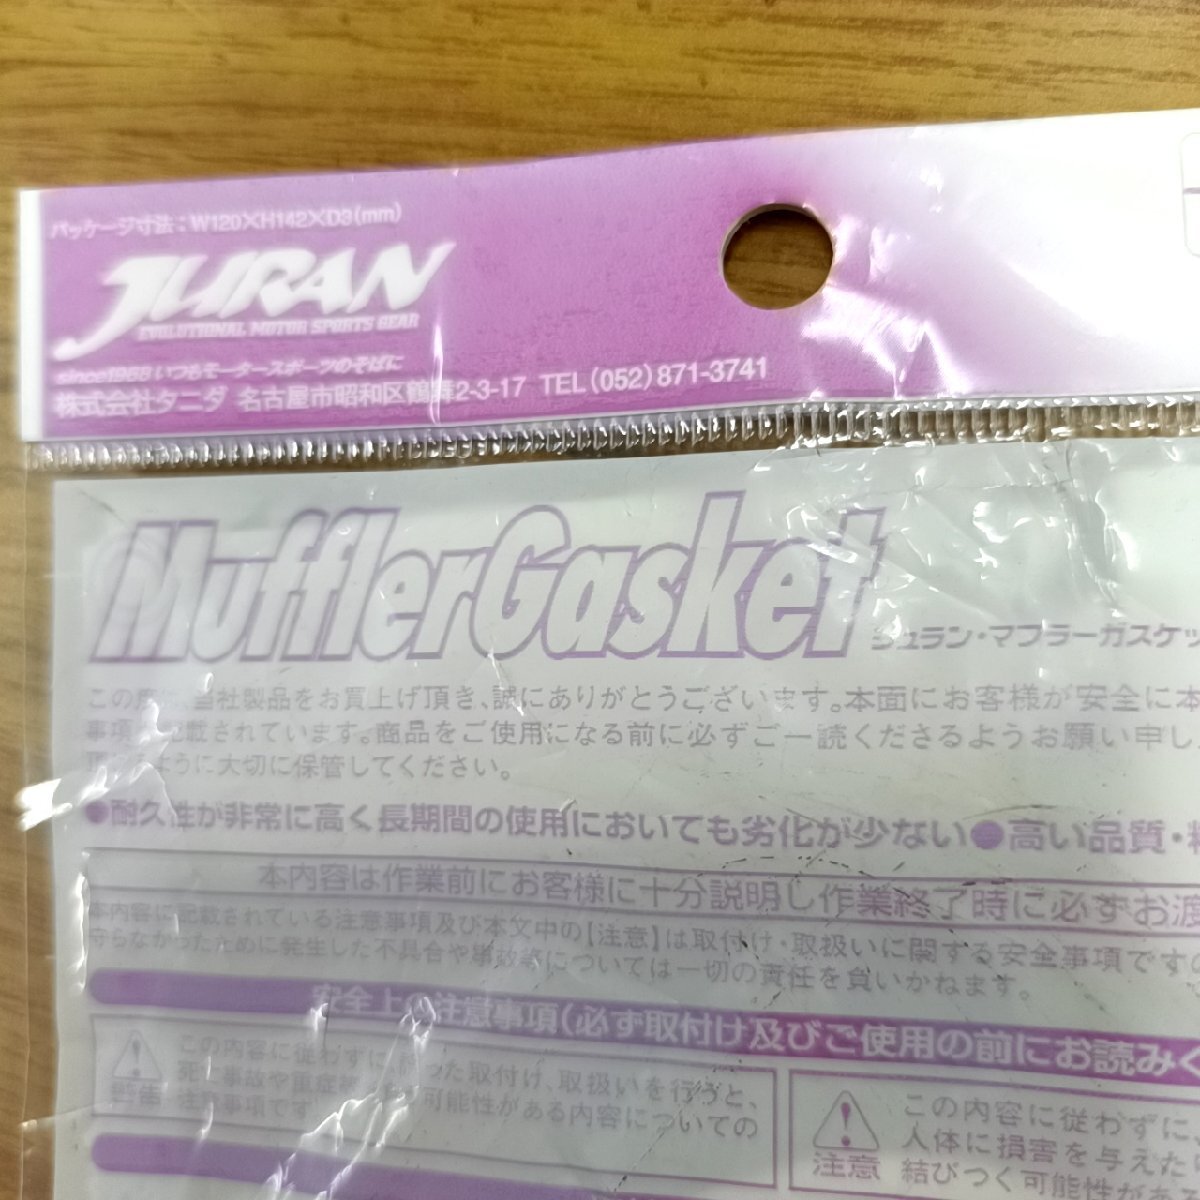 パッケージ寸法:W120×H142×D3(mm)
JURAN
EVOLUTIONAL MOTOR SPORTS GEAR
since1968 いつもモータースポーツのそばに
株式会社タニダ 名古屋市昭和区鶴舞2-3-17 TEL(052)871-3741
MufflerGasket
ジュラン・マフラーガスケッ
この度は、当社製品をお買上げ頂き、誠にありがとうございます。本面にお客様が安全に本
事項 記載されています。商品をご使用になる前に必ずご一読くださるようお願い申し
ように大切に保管してください。
●耐久性が非常に高く長期間の使用においても劣化が少ない●高い品質・
本内容は作業前にお客様に十分説明し作業終了時に必ずお渡
本内容に記載されている注意事項及び本文中の【注意】は取付け・取扱いに関する安全事項ですの
守らなかったために発生した不具合や事故等については一切の責任を負いかねます。
安全上の注意事項(必ず取付け及びご使用の前にお読みく
警告
この内容に従わずに った取付け、取扱いを行うと、
死亡事故や重症 可能性がある内容についての
注意事項です
注意
この内容に従わずに
人体に損害を与えた
結びつく可能性が